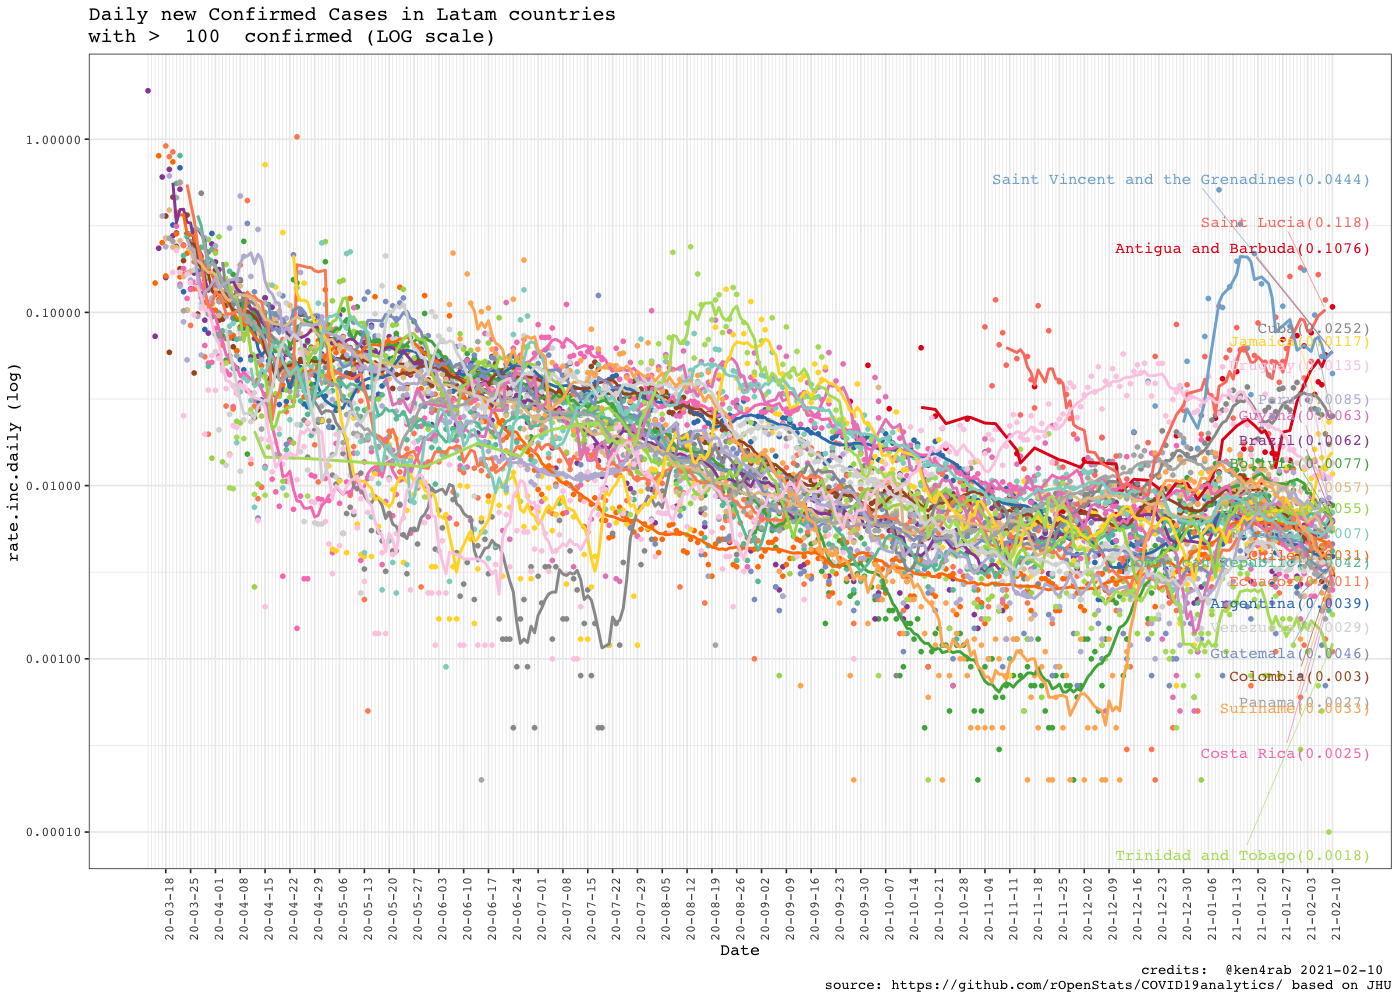 Daily new Confirmed Cases in Latam countries
with >  100  confirmed (LOG scale)
rate.inc.daily (log)
1.00000
0.10000
0.01000
0.00100
0.00010
Saint Vincent and the Grenadines(0.0444)
Saint Lucia(0.118)
Antigua and Barbuda(0.1076)
Cuba(0.0252)
Jamaica(0.0117)
Peru(0.0085)
Brazil(0.0062)
Bolivia(0.0077)
Chile(0.0031)
Ecuador(0.0011)
Argentina(0.0039)
Guatemala(0.0046)
Colombia(0.003)
Panama(0.0027)
Suriname(0.0033)
Costa Rica(0.0025)
Trinidad and Tobago(0.0018)
20-03-18
20-03-25
20-04-01
20-04-08
20-04-15
20-04-22
20-04-29
20-05-06
20-05-13
20-05-20
20-05-27
20-06-03
20-06-10
20-06-17
20-06-24
20-07-01
20-07-08
20-07-15
20-07-22
20-07-29
20-08-05
20-08-12
20-08-19
20-08-26
20-09-02
20-09-09
20-09-16
20-09-23
20-09-30
20-10-07
20-10-14
20-10-21
20-10-28
20-11-04
20-11-11
20-11-18
20-11-25
20-12-02
20-12-09
20-12-16
20-12-23
20-12-30
21-01-06
21-01-13
21-01-20
21-01-27
21-02-03
21-02-10
Date
credits:  @ken4rab 2021-02-10
source: https://github.com/rOpenStats/COVID19analytics/ based on JHU